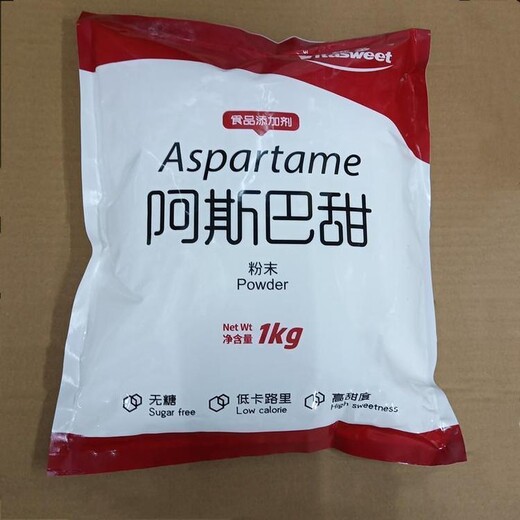 VitaSweet
食品添加剂
Aspartame
阿斯巴甜
粉末
Powder
Net Wt
净含量 1kg
无糖
Sugar free
低卡路里
Low calorie
高甜度
High sweetness